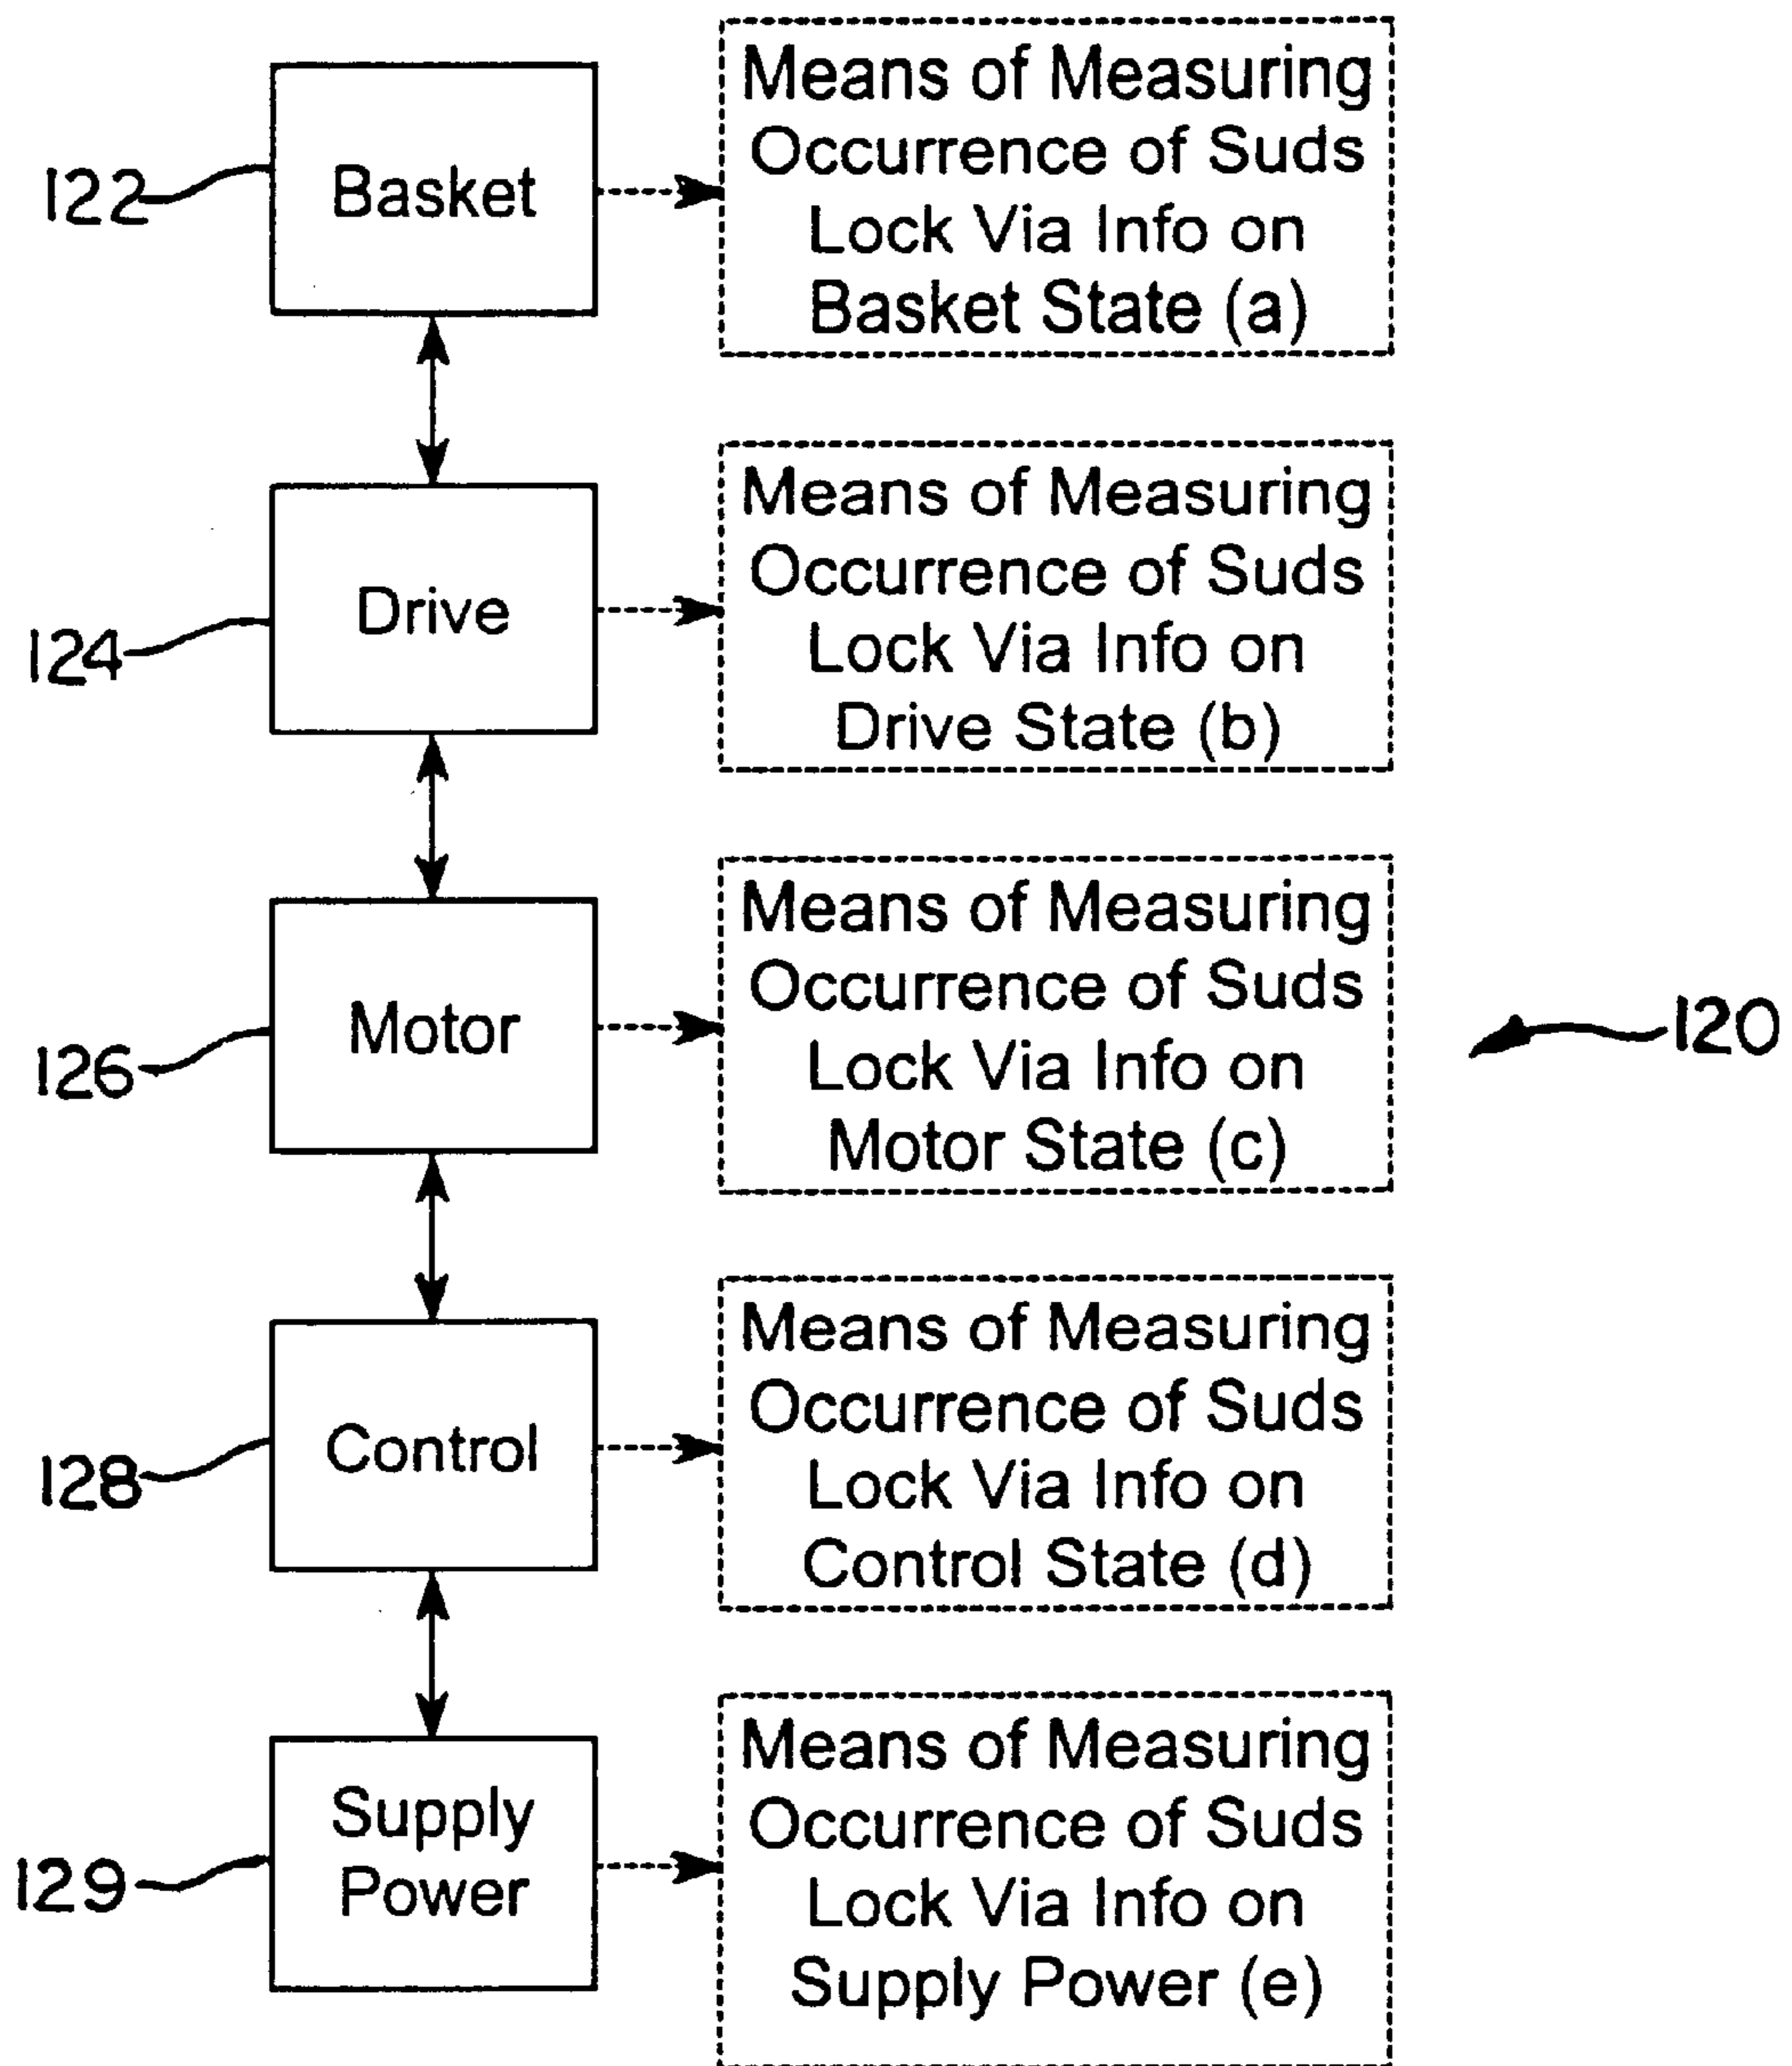 122
Basket
Means of Measuring
Occurrence of Suds
Lock Via Info on
Basket State (a)
124
Drive
Means of Measuring
Occurrence of Suds
Lock Via Info on
Drive State (b)
126
Motor
Means of Measuring
Occurrence of Suds
Lock Via Info on
Motor State (c)
120
128
Control
Means of Measuring
Occurrence of Suds
Lock Via Info on
Control State (d)
129
Supply
Power
Means of Measuring
Occurrence of Suds
Lock Via Info on
Supply Power (e)